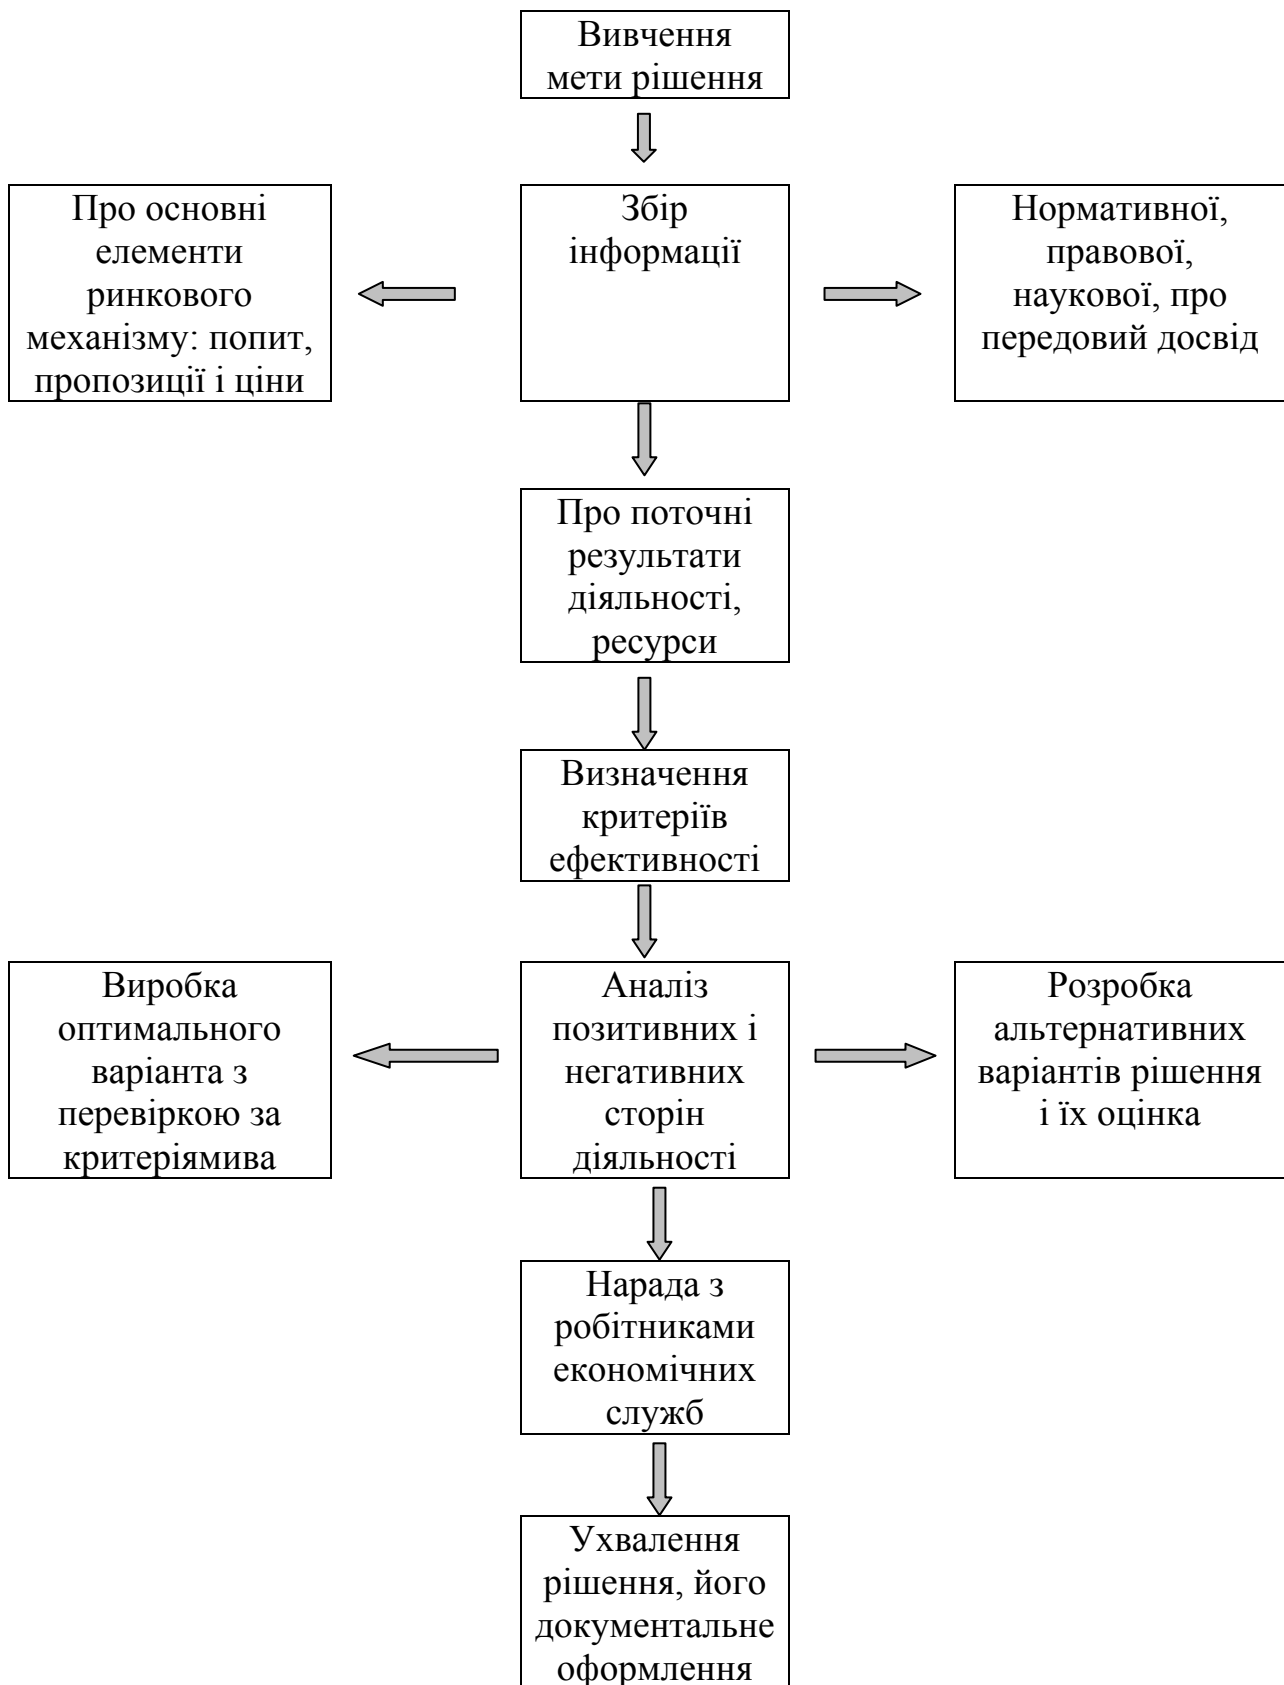 Вивчення
мети рішення
Про основні
елементи
ринкового
механізму: попит,
пропозиції і ціни
Збір
інформації
Нормативної,
правової,
наукової, про
передовий досвід
Про поточні
результати
діяльності,
ресурси
Визначення
критеріїв
ефективності
Виробка
оптимального
варіанта з
перевіркою за
критеріямива
Аналіз
позитивних і
негативних
сторін
діяльності
Розробка
альтернативних
варіантів рішення
і їх оцінка
Нарада з
робітниками
економічних
служб
Ухвалення
рішення, його
документальне
оформлення